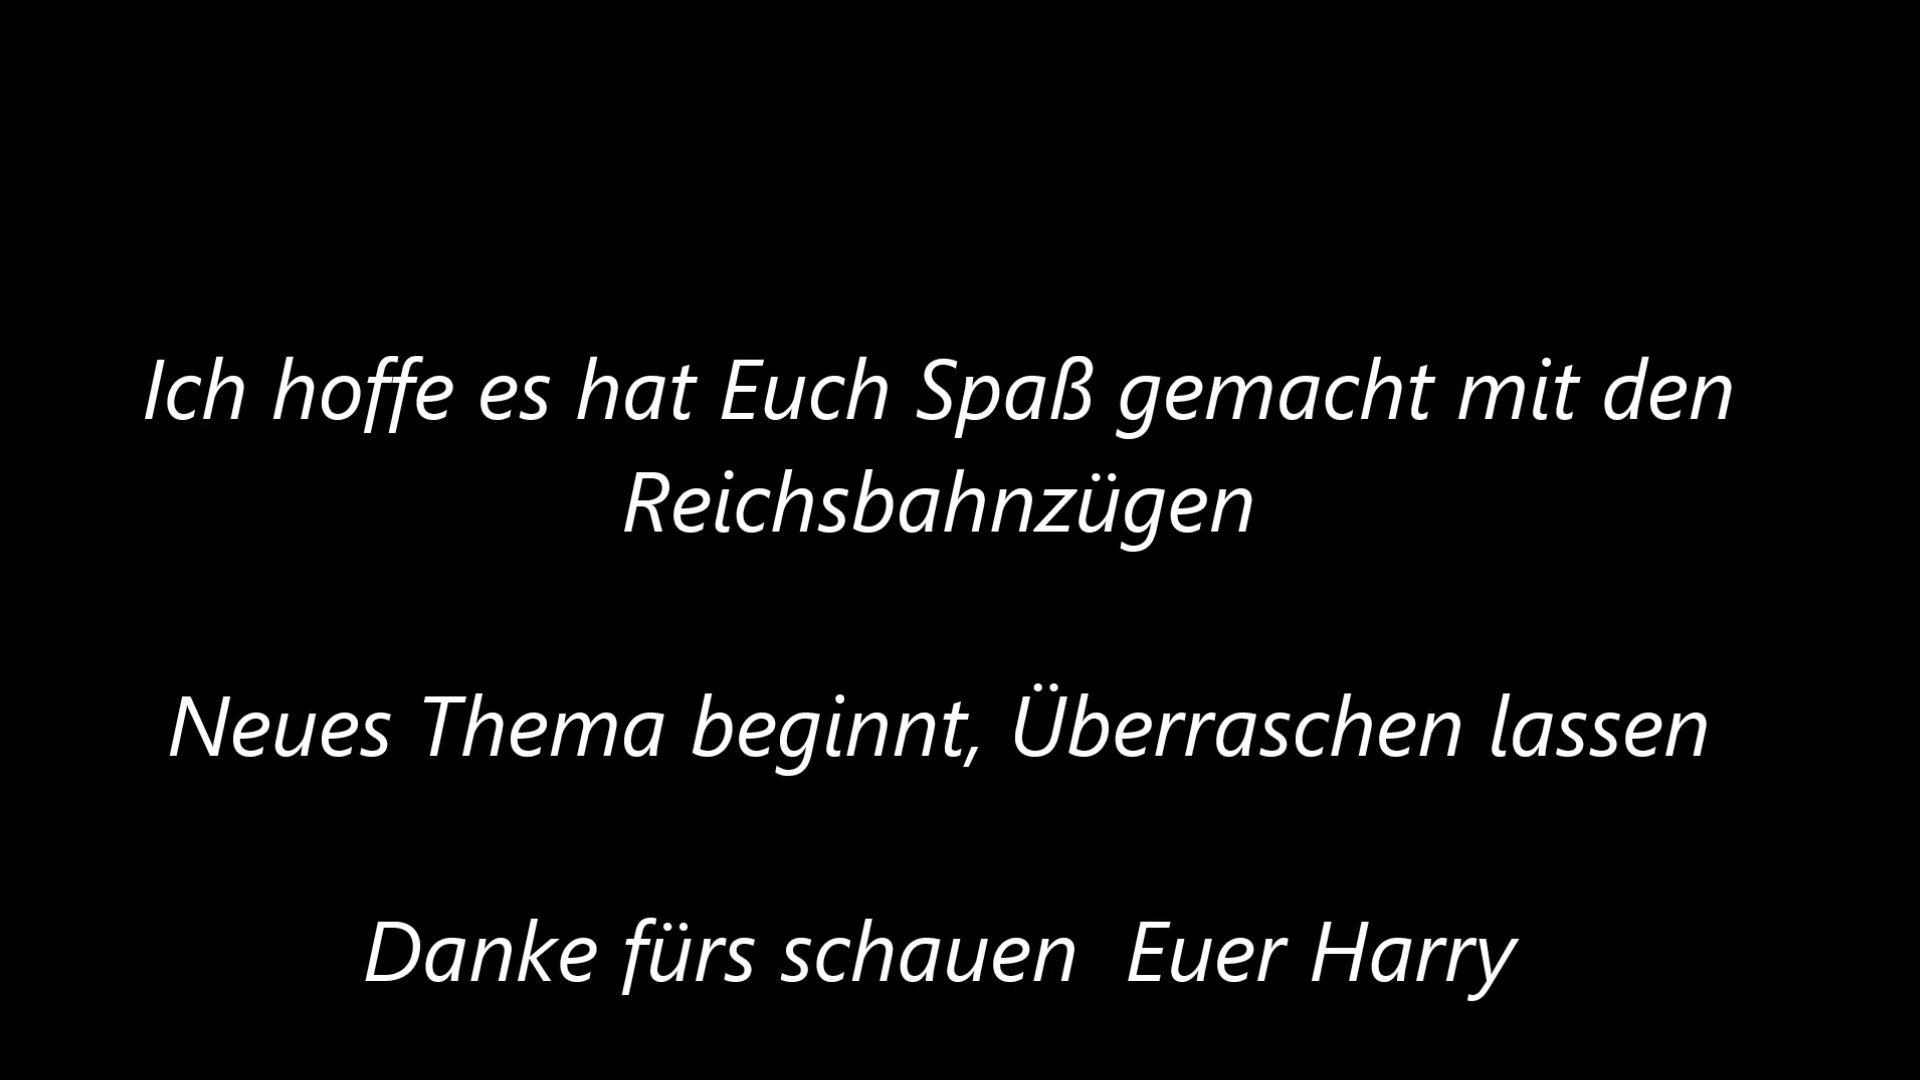 Ich hoffe es hat Euch Spaß gemacht mit den
Reichsbahnzügen
Neues Thema beginnt, Überraschen lassen
Danke fürs schauen  Euer Harry